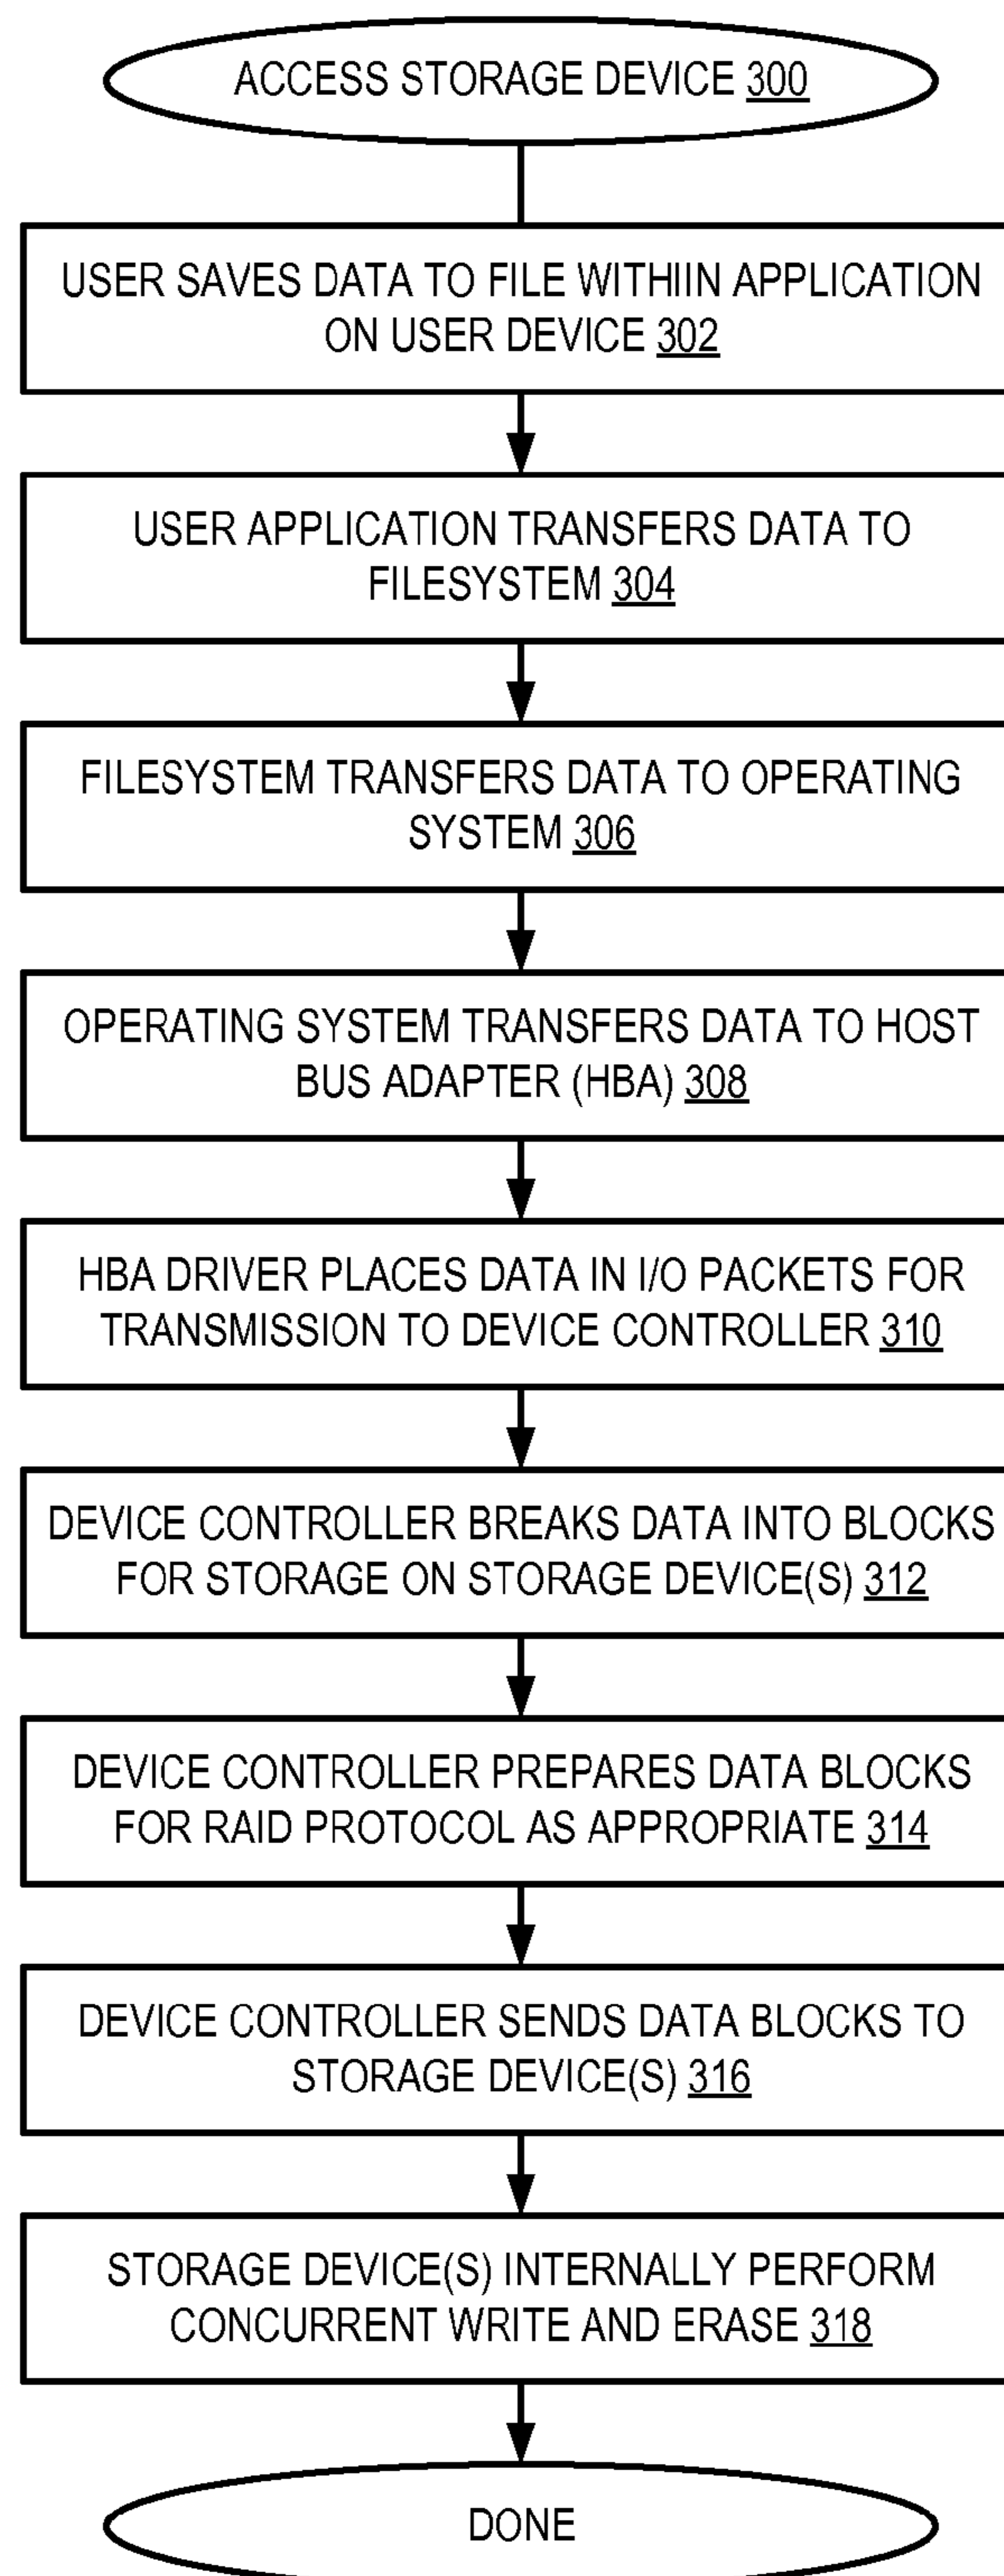 ACCESS STORAGE DEVICE 300
USER SAVES DATA TO FILE WITHIIN APPLICATION
ON USER DEVICE 302
USER APPLICATION TRANSFERS DATA TO
FILESYSTEM 304
FILESYSTEM TRANSFERS DATA TO OPERATING
SYSTEM 306
OPERATING SYSTEM TRANSFERS DATA TO HOST
BUS ADAPTER (HBA) 308
HBA DRIVER PLACES DATA IN I/O PACKETS FOR
TRANSMISSION TO DEVICE CONTROLLER 310
DEVICE CONTROLLER BREAKS DATA INTO BLOCKS
FOR STORAGE ON STORAGE DEVICE(S) 312
DEVICE CONTROLLER PREPARES DATA BLOCKS
FOR RAID PROTOCOL AS APPROPRIATE 314
DEVICE CONTROLLER SENDS DATA BLOCKS TO
STORAGE DEVICE(S) 316
STORAGE DEVICE(S) INTERNALLY PERFORM
CONCURRENT WRITE AND ERASE 318
DONE